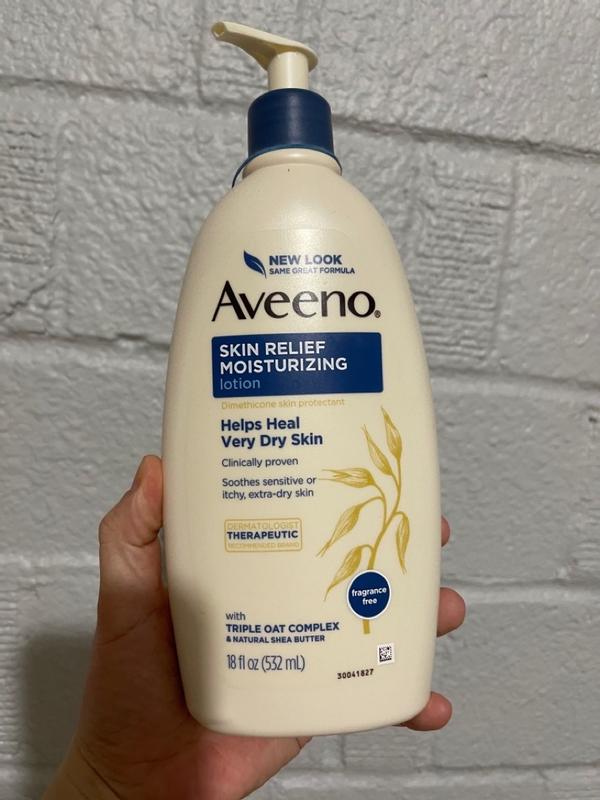 NEW LOOK
SAME GREAT FORMULA
Aveeno®
SKIN RELIEF
MOISTURIZING
lotion
Dimethicone skin protectant
Helps Heal
Very Dry Skin
Clinically proven
Soothes sensitive or
itchy, extra-dry skin
DERMATOLOGIST
THERAPEUTIC
RECOMMENDED BRAND
fragrance
free
with
TRIPLE OAT COMPLEX
& NATURAL SHEA BUTTER
18 fl oz (532 mL)
30041827